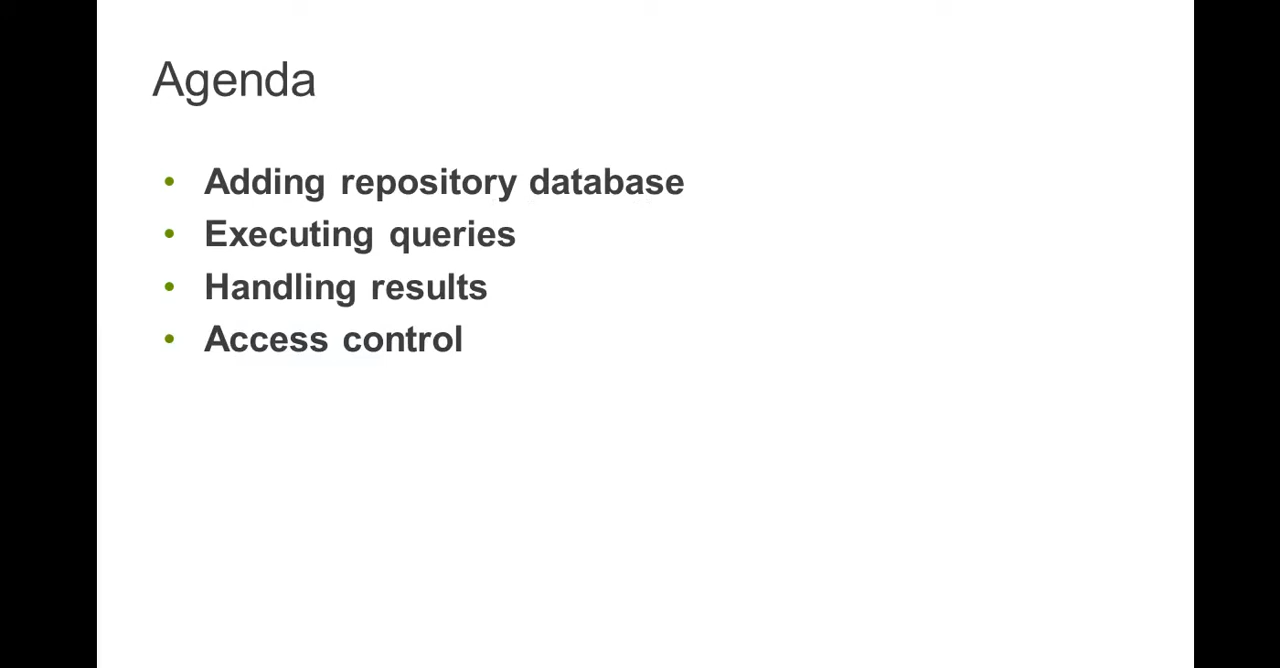 Agenda
• Adding repository database
• Executing queries
• Handling results
• Access control